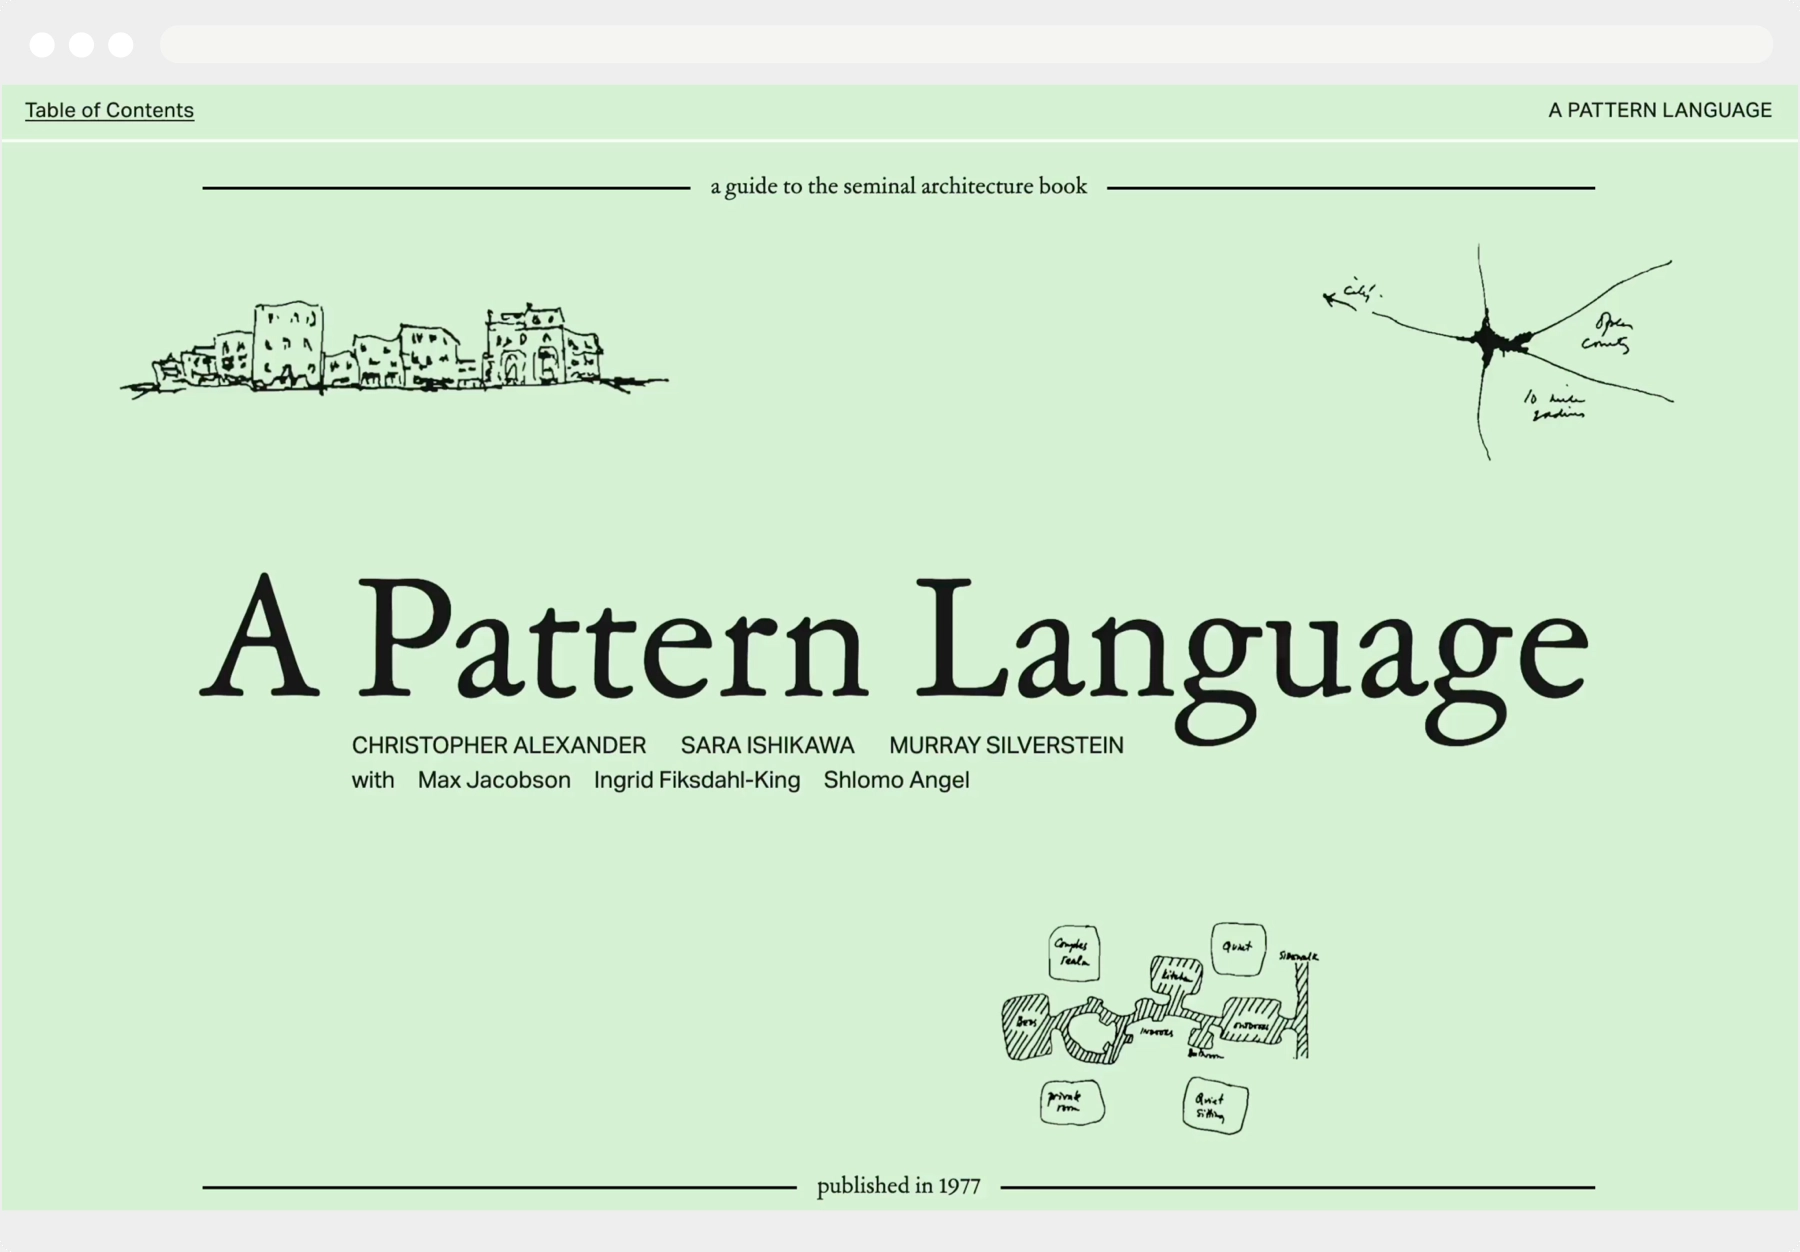 Table of Contents
A PATTERN LANGUAGE
a guide to the seminal architecture book
city.
open
10 mile
radius
A Pattern Language
CHRISTOPHER ALEXANDER SARA ISHIKAWA MURRAY SILVERSTEIN
with Max Jacobson Ingrid Fiksdahl-King Shlomo Angel
Couples
realm
Quiet
Sidewalk
kitchen
Beds
INDOORS
OUTDOORS
Bathroom
private
room
Quiet
sitting
published in 1977